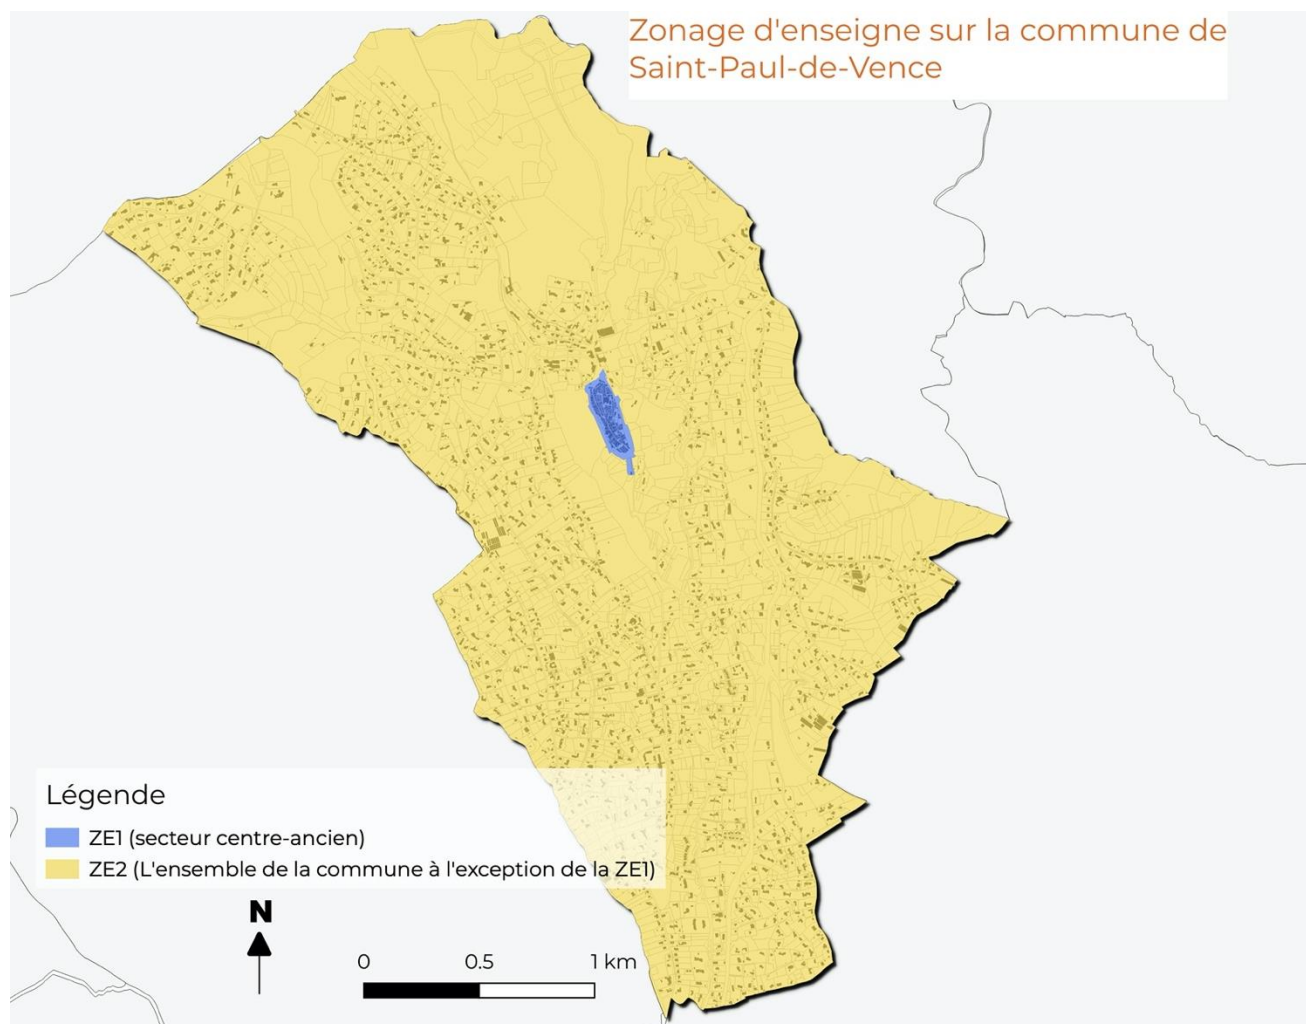 Zonage d'enseigne sur la commune de
Saint-Paul-de-Vence
Légende
ZE1 (secteur centre-ancien)
ZE2 (L'ensemble de la commune à l'exception de la ZE1)
N
0 0.5 1 km